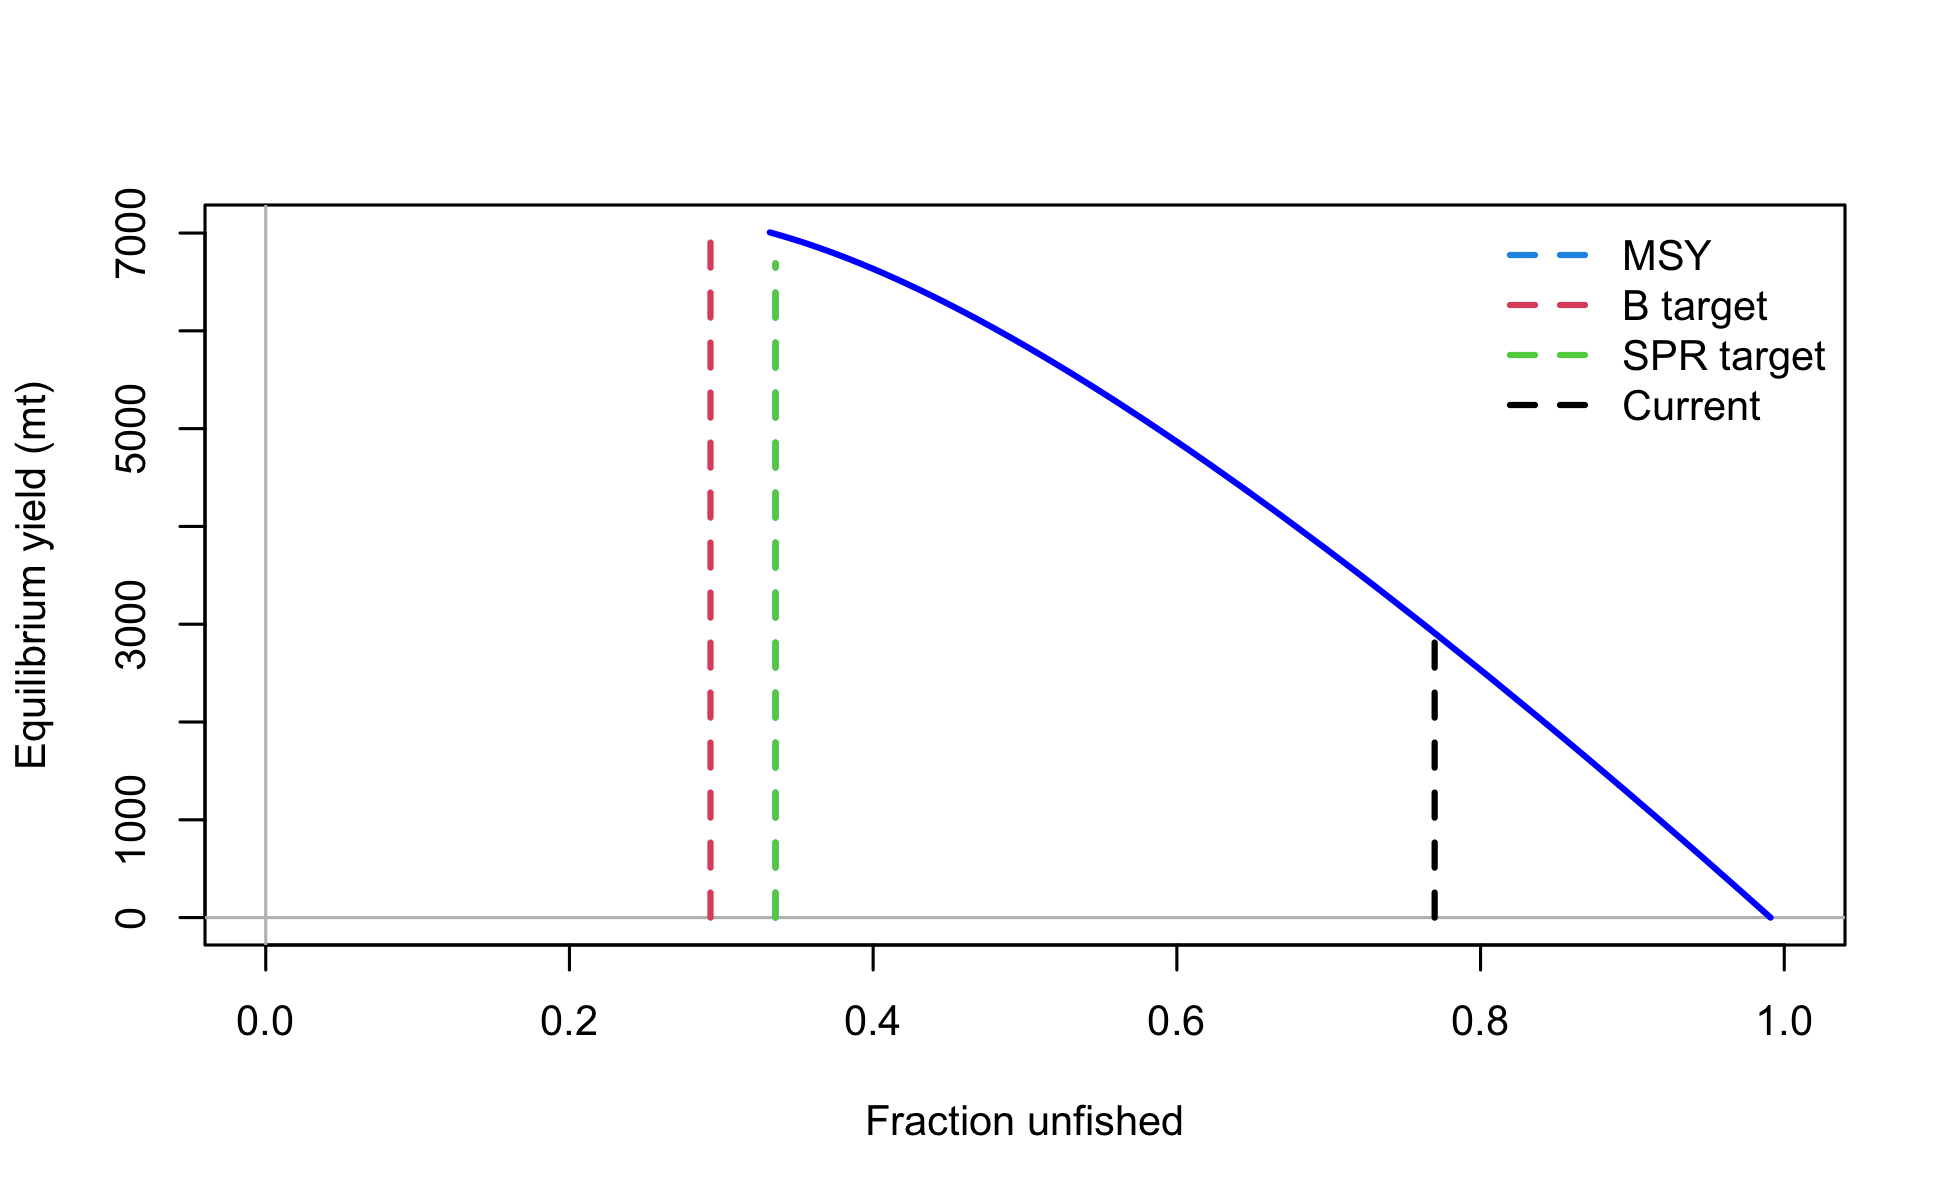 7000
5000
3000
1000
0
Equilibrium yield (mt)
MSY
B target
SPR target
Current
0.0 0.2 0.4 0.6 0.8 1.0
Fraction unfished